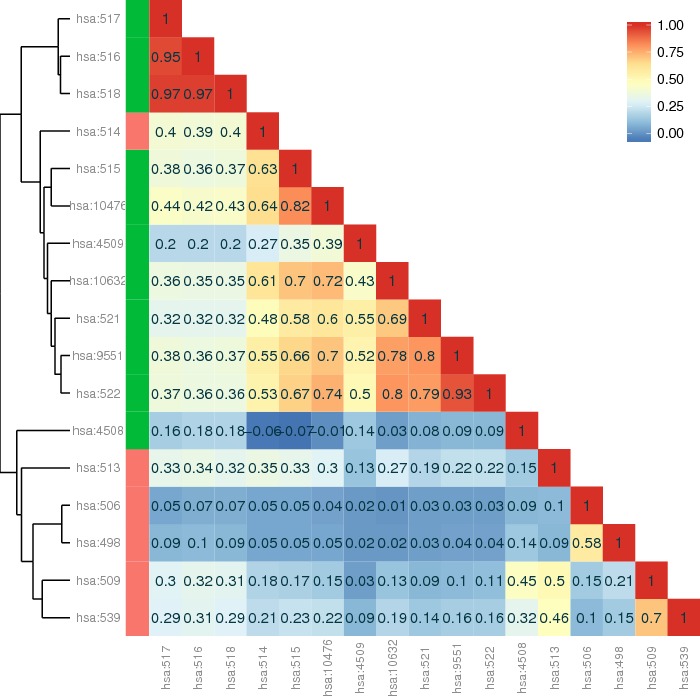 hsa:517 1
hsa:516 0.95 1
hsa:518 0.97 0.97 1
hsa:514 0.4 0.39 0.4 1
hsa:515 0.38 0.36 0.37 0.63 1
hsa:10476 0.44 0.42 0.43 0.64 0.82 1
hsa:4509 0.2 0.2 0.2 0.27 0.35 0.39 1
hsa:10632 0.36 0.35 0.35 0.61 0.7 0.72 0.43 1
hsa:521 0.32 0.32 0.32 0.48 0.58 0.6 0.55 0.69 1
hsa:9551 0.38 0.36 0.37 0.55 0.66 0.7 0.52 0.78 0.8 1
hsa:522 0.37 0.36 0.36 0.53 0.67 0.74 0.5 0.8 0.79 0.93 1
hsa:4508 0.16 0.18 0.18 −0.06 −0.07 −0.01 0.14 0.03 0.08 0.09 0.09 1
hsa:513 0.33 0.34 0.32 0.35 0.33 0.3 0.13 0.27 0.19 0.22 0.22 0.15 1
hsa:506 0.05 0.07 0.07 0.05 0.05 0.04 0.02 0.01 0.03 0.03 0.03 0.09 0.1 1
hsa:498 0.09 0.1 0.09 0.05 0.05 0.05 0.02 0.02 0.03 0.04 0.04 0.14 0.09 0.58 1
hsa:509 0.3 0.32 0.31 0.18 0.17 0.15 0.03 0.13 0.09 0.1 0.11 0.45 0.5 0.15 0.21 1
hsa:539 0.29 0.31 0.29 0.21 0.23 0.22 0.09 0.19 0.14 0.16 0.16 0.32 0.46 0.1 0.15 0.7 1
hsa:517 hsa:516 hsa:518 hsa:514 hsa:515 hsa:10476 hsa:4509 hsa:10632 hsa:521 hsa:9551 hsa:522 hsa:4508 hsa:513 hsa:506 hsa:498 hsa:509 hsa:539
1.00
0.75
0.50
0.25
0.00